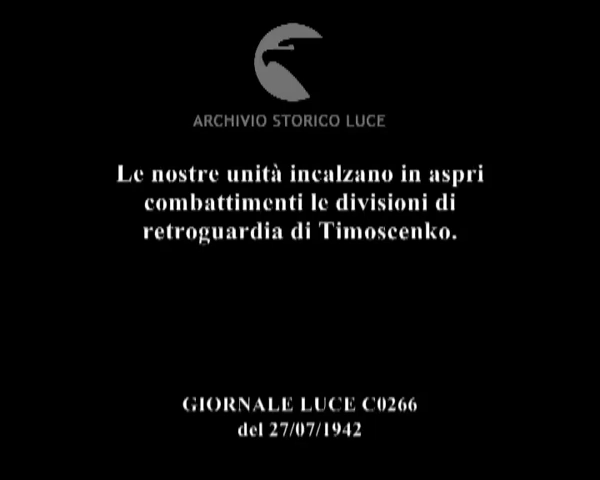 ARCHIVIO STORICO LUCE
Le nostre unità incalzano in aspri
combattimenti le divisioni di
retroguardia di Timoscenko.
GIORNALE LUCE C0266
del 27/07/1942